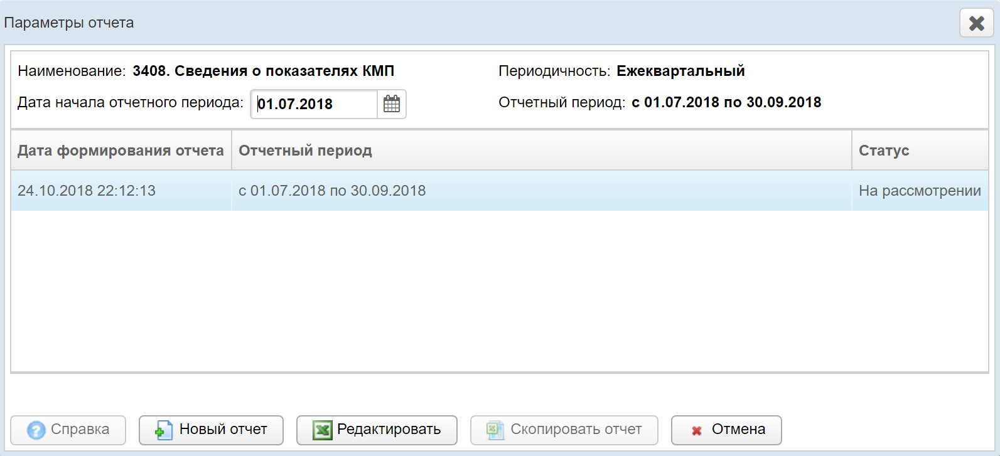 Параметры отчета
Наименование: 3408. Сведения о показателях КМП Периодичность: Ежеквартальный
Дата начала отчетного периода: 01.07.2018 Отчетный период: с 01.07.2018 по 30.09.2018
Дата формирования отчета Отчетный период Статус
24.10.2018 22:12:13 с 01.07.2018 по 30.09.2018 На рассмотрении
Справка Новый отчет Редактировать Скопировать отчет Отмена